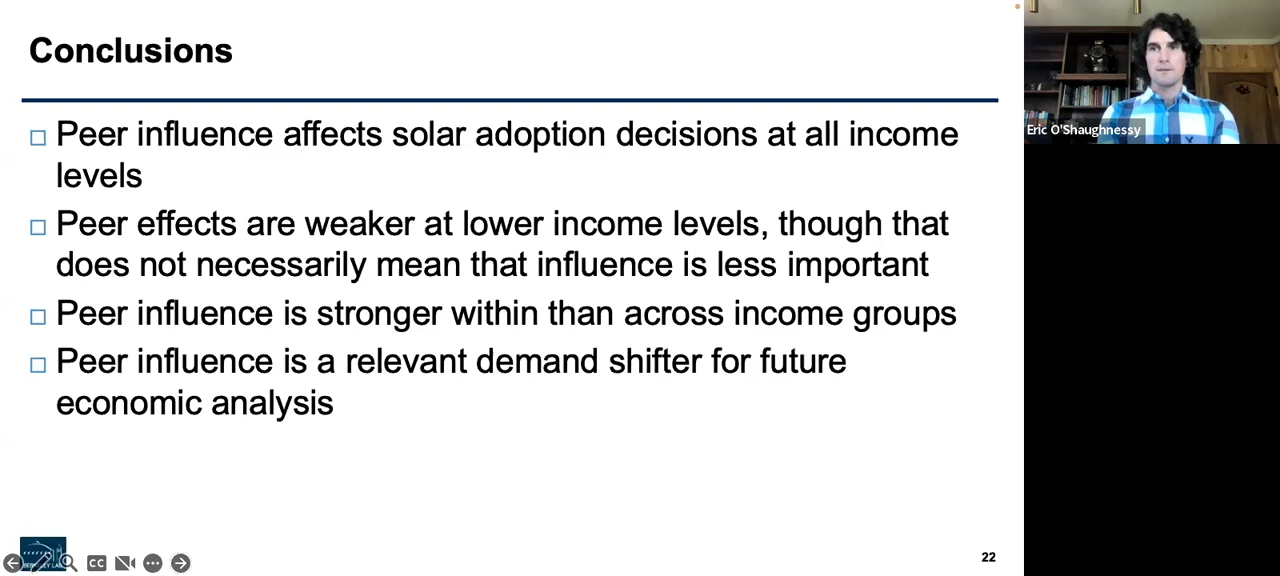 Conclusions
Peer influence affects solar adoption decisions at all income
levels
Peer effects are weaker at lower income levels, though that
does not necessarily mean that influence is less important
Peer influence is stronger within than across income groups
Peer influence is a relevant demand shifter for future
economic analysis
22
Eric O'Shaughnessy
CC